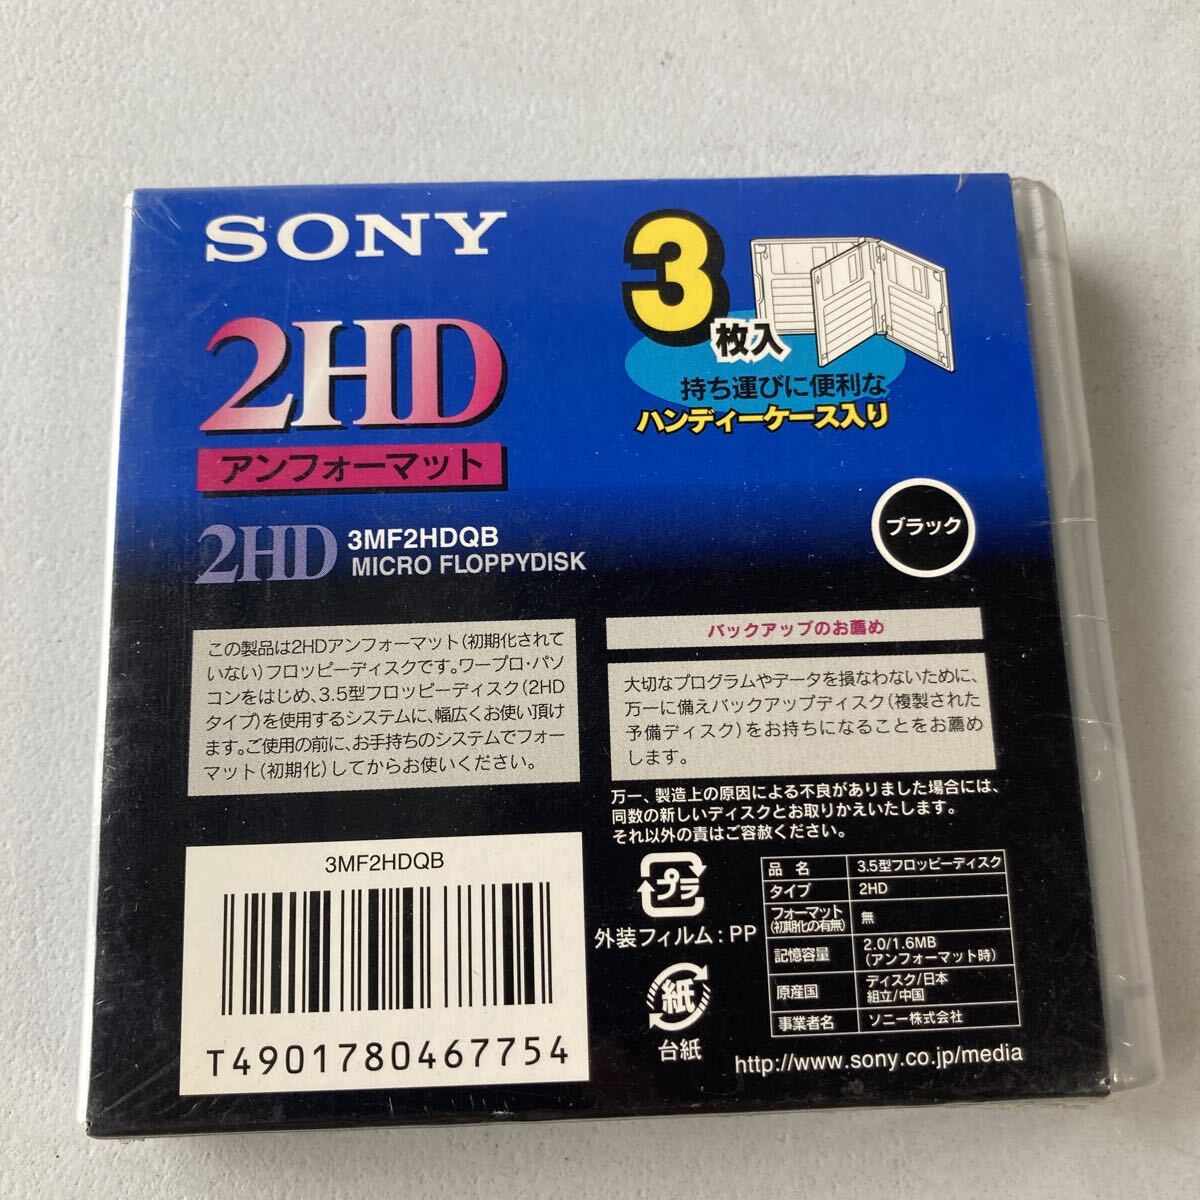 SONY
2HD
アンフォーマット
3
枚入
持ち運びに便利な
ハンディーケース入り
2HD
3MF2HDQB
MICRO FLOPPYDISK
ブラック
この製品は2HDアンフォーマット(初期化されて
いない)フロッピーディスクです。ワープロ・パソ
コンをはじめ、3.5型フロッピーディスク(2HD
タイプ)を使用するシステムに、幅広くお使い頂け
ます。ご使用の前に、お手持ちのシステムでフォー
マット(初期化)してからお使いください。
バックアップのお薦め
大切なプログラムやデータを損なわないために、
万一に備えバックアップディスク(複製された
予備ディスク)をお持ちになることをお薦め
します。
万一、製造上の原因による不良がありました場合には、
同数の新しいディスクとお取りかえいたします。
それ以外の責はご容赦ください。
3MF2HDQB
T4901780467754
プラ
外装フィルム:PP
紙
台紙
品 名 3.5型フロッピーディスク
タイプ 2HD
フォーマット
(初期化の有無) 無
記憶容量 2.0/1.6MB
(アンフォーマット時)
原産国 ディスク/日本
組立/中国
事業者名 ソニー株式会社
http://www.sony.co.jp/media